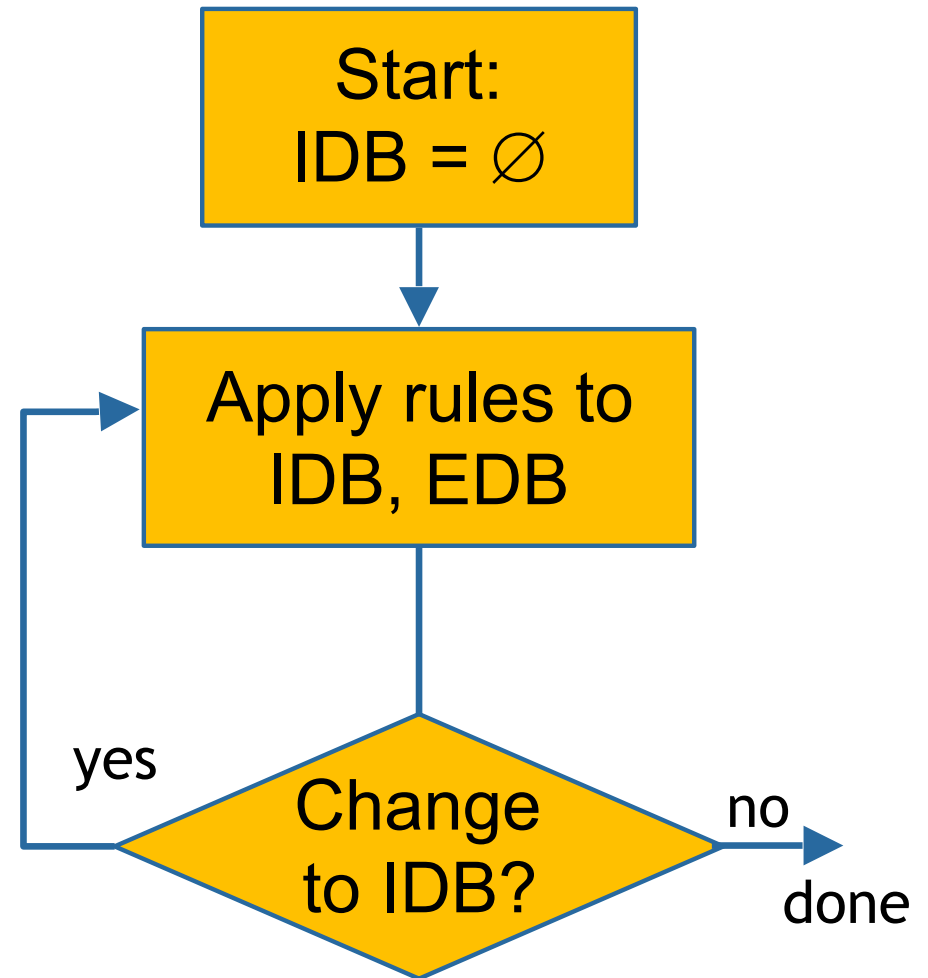 Start:
IDB = ∅
Apply rules to
IDB, EDB
yes
Change
to IDB?
no
done